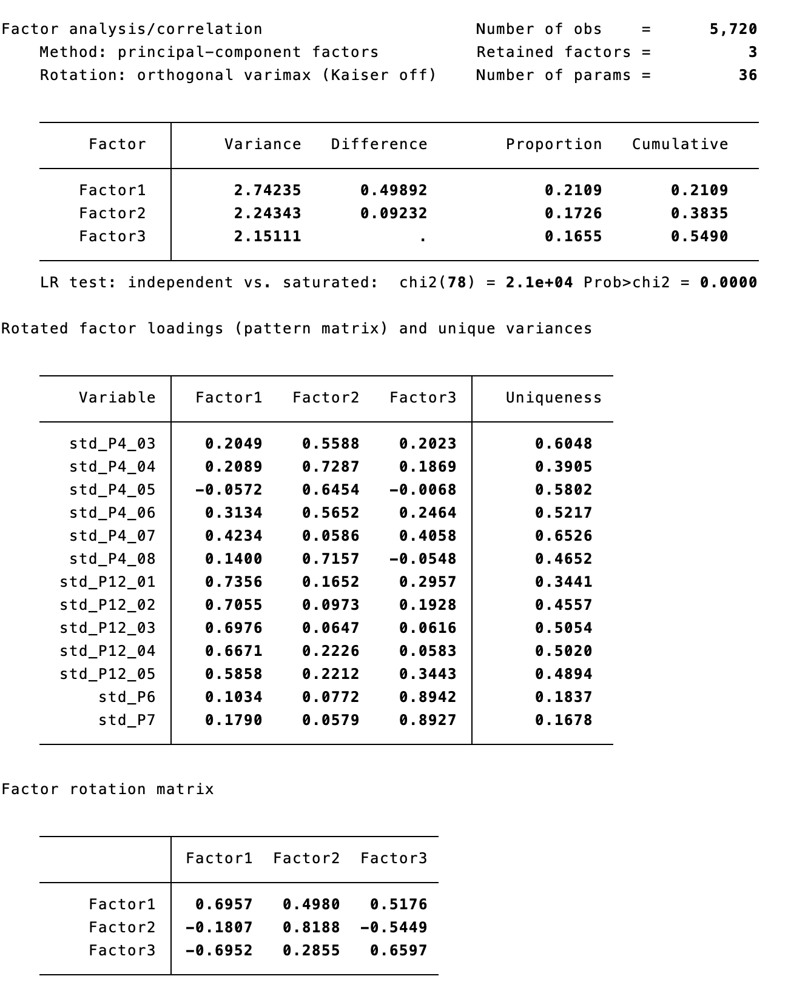 Factor analysis/correlation Number of obs = 5,720
Method: principal-component factors Retained factors = 3
Rotation: orthogonal varimax (Kaiser off) Number of params = 36
Factor Variance Difference Proportion Cumulative
Factor1 2.74235 0.49892 0.2109 0.2109
Factor2 2.24343 0.09232 0.1726 0.3835
Factor3 2.15111 . 0.1655 0.5490
LR test: independent vs. saturated: chi2(78) = 2.1e+04 Prob>chi2 = 0.0000
Rotated factor loadings (pattern matrix) and unique variances
Variable Factor1 Factor2 Factor3 Uniqueness
std_P4_03 0.2049 0.5588 0.2023 0.6048
std_P4_04 0.2089 0.7287 0.1869 0.3905
std_P4_05 -0.0572 0.6454 -0.0068 0.5802
std_P4_06 0.3134 0.5652 0.2464 0.5217
std_P4_07 0.4234 0.0586 0.4058 0.6526
std_P4_08 0.1400 0.7157 -0.0548 0.4652
std_P12_01 0.7356 0.1652 0.2957 0.3441
std_P12_02 0.7055 0.0973 0.1928 0.4557
std_P12_03 0.6976 0.0647 0.0616 0.5054
std_P12_04 0.6671 0.2226 0.0583 0.5020
std_P12_05 0.5858 0.2212 0.3443 0.4894
std_P6 0.1034 0.0772 0.8942 0.1837
std_P7 0.1790 0.0579 0.8927 0.1678
Factor rotation matrix
Factor1 Factor2 Factor3
Factor1 0.6957 0.4980 0.5176
Factor2 -0.1807 0.8188 -0.5449
Factor3 -0.6952 0.2855 0.6597